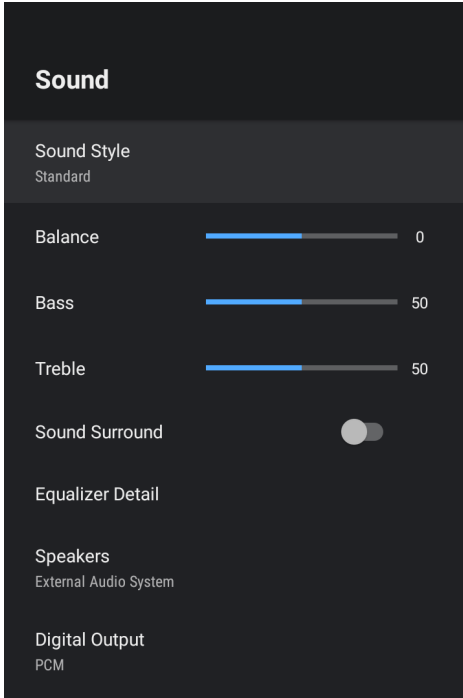 Sound
Sound Style
Standard
Balance 0
Bass 50
Treble 50
Sound Surround
Equalizer Detail
Speakers
External Audio System
Digital Output
PCM